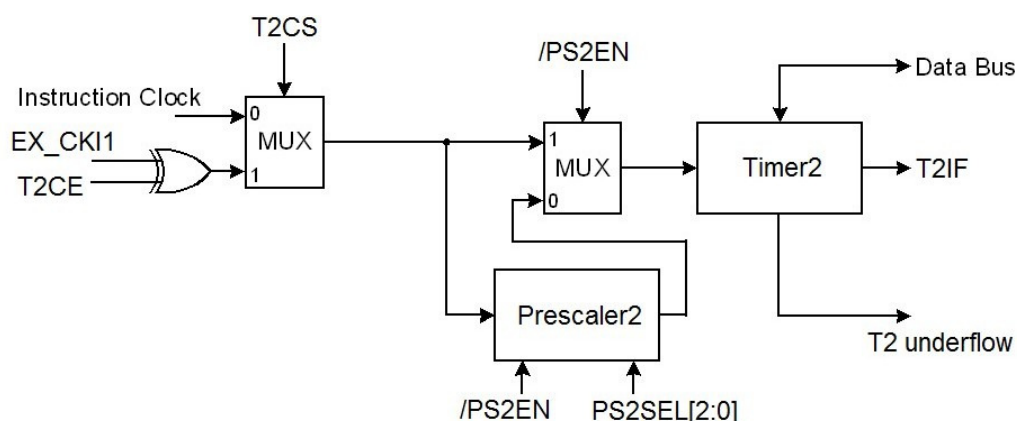 T2CS
/PS2EN
Data Bus
Instruction Clock
0
EX_CKI1
MUX
1
MUX
Timer2
T2IF
T2CE
1
0
Prescaler2
T2 underflow
/PS2EN
PS2SEL[2:0]